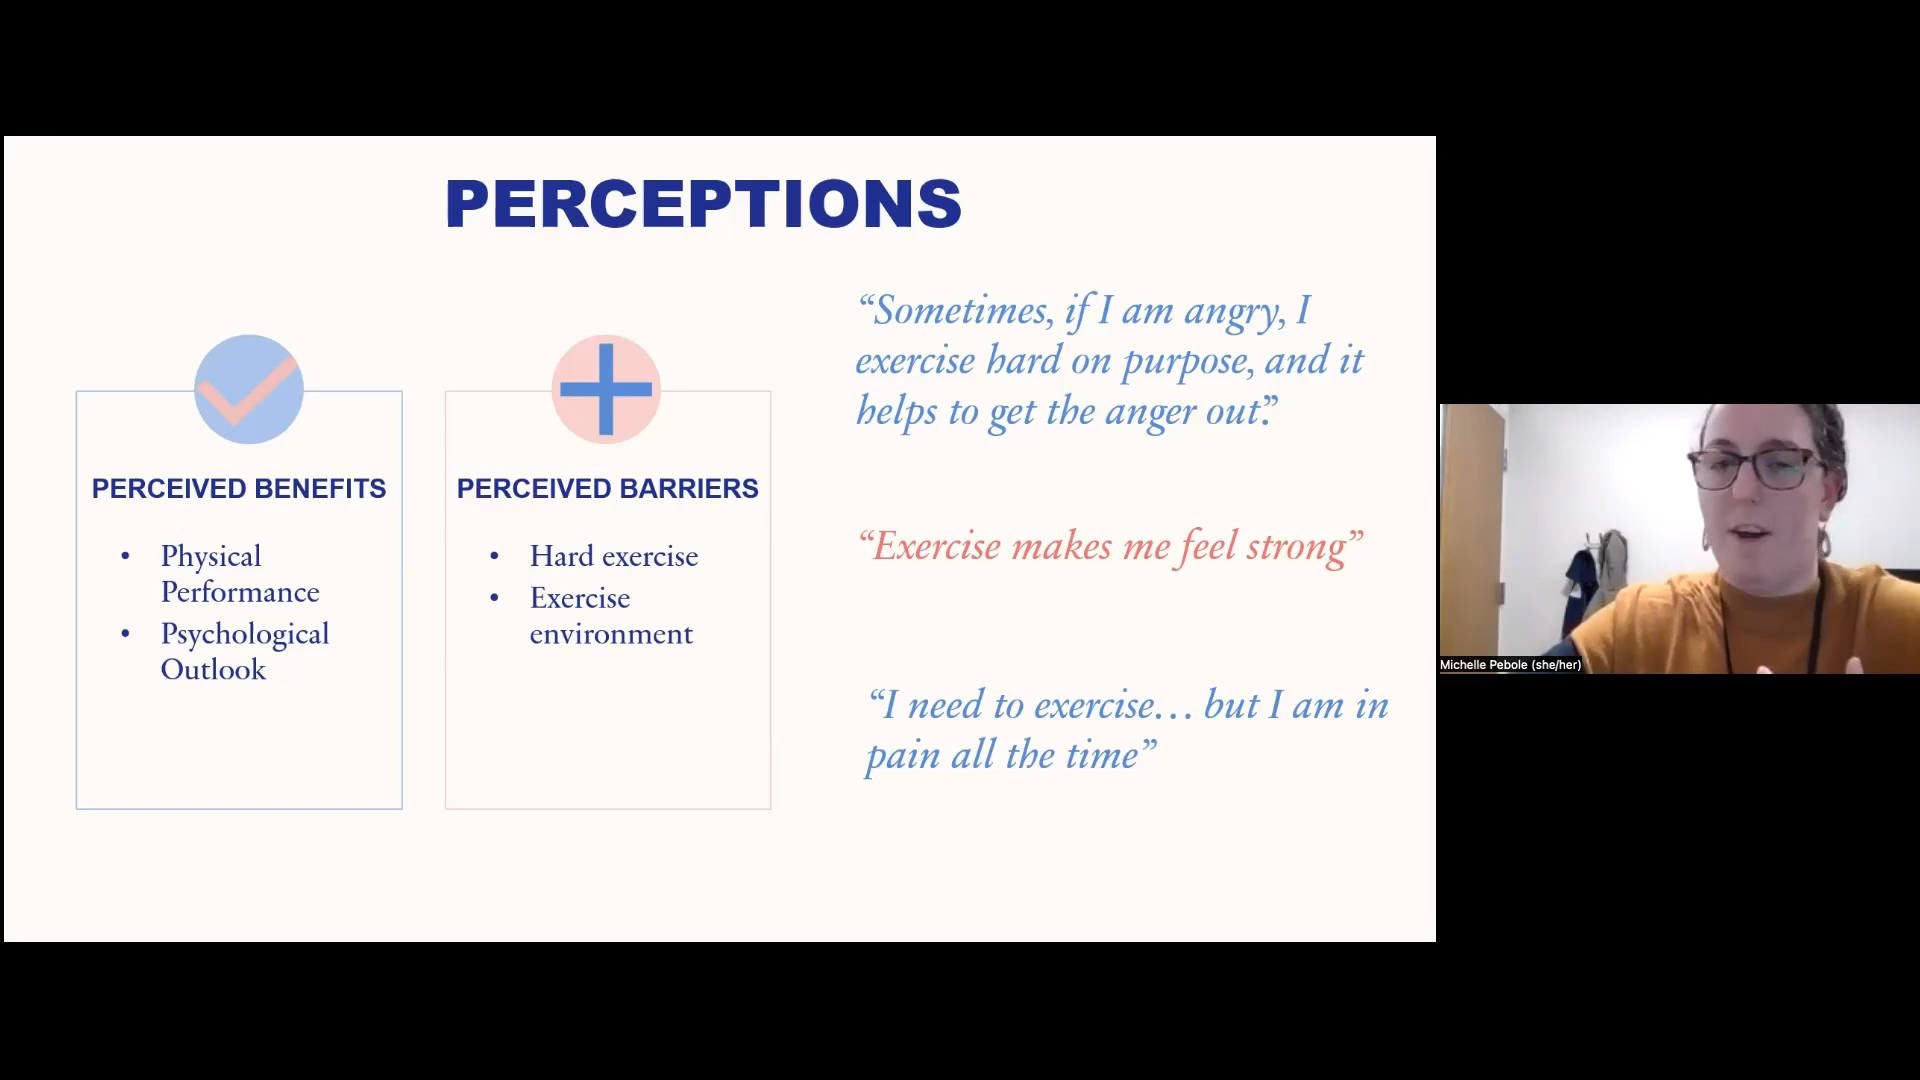 PERCEPTIONS
PERCEIVED BENEFITS
• Physical
Performance
• Psychological
Outlook
PERCEIVED BARRIERS
• Hard exercise
• Exercise
environment
“Sometimes, if I am angry, I
exercise hard on purpose, and it
helps to get the anger out.”
“Exercise makes me feel strong”
“I need to exercise… but I am in
pain all the time”
Michelle Pebole (she/her)